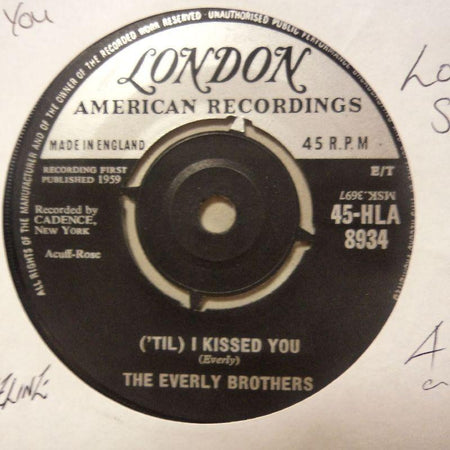 YOU
ALL RIGHTS OF THE MANUFACTURER AND OF THE OWNER OF THE RECORDED WORK RESERVED · UNAUTHORISED PUBLIC PERFORMANCE
LONDON
AMERICAN RECORDINGS
MADE IN ENGLAND
45 R.P.M
RECORDING FIRST
PUBLISHED 1959
E/T
MSK.3697
Recorded by
CADENCE,
NEW YORK
45-HLA
8934
Acuff-Rose
('TIL) I KISSED YOU
(Everly)
THE EVERLY BROTHERS